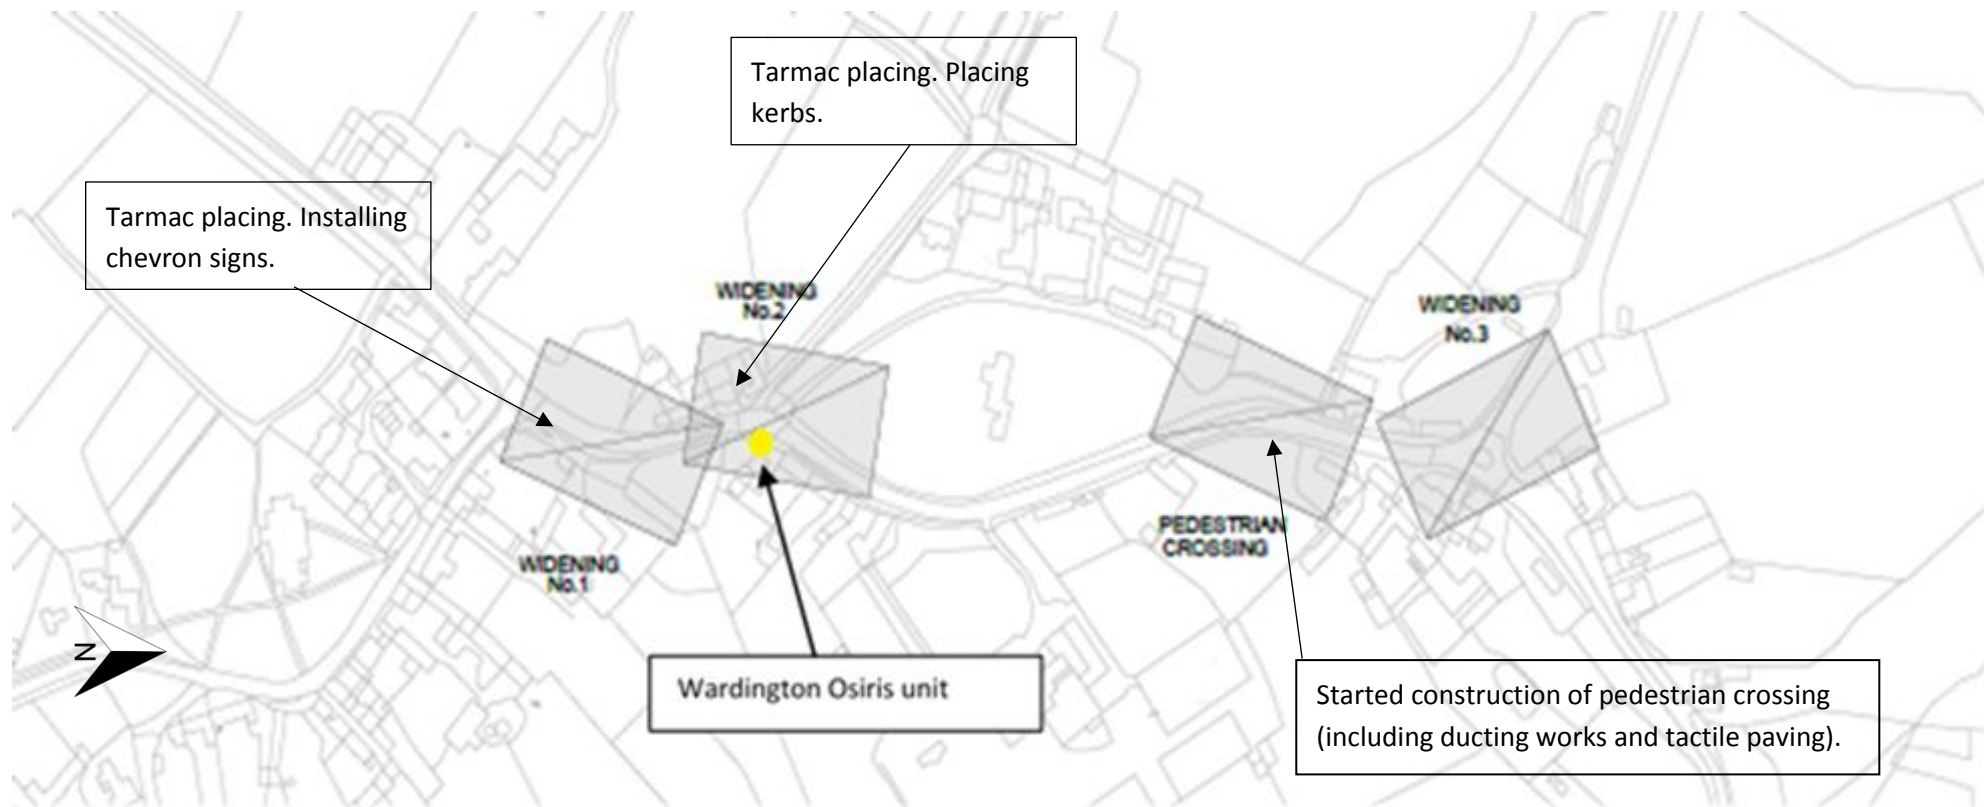 Tarmac placing. Placing
kerbs.
Tarmac placing. Installing
chevron signs.
WIDENING
No.2
WIDENING
No.3
WIDENING
No.1
PEDESTRIAN
CROSSING
N
Wardington Osiris unit
Started construction of pedestrian crossing
(including ducting works and tactile paving).